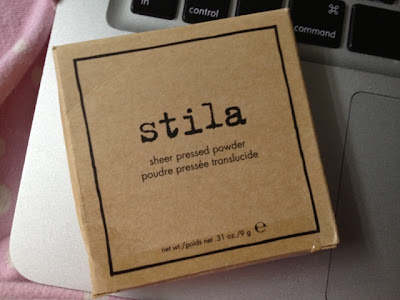 control
⌘
command
stila
sheer pressed powder
poudre pressée translucide
net wt./poids net .31 oz./9 g ℮